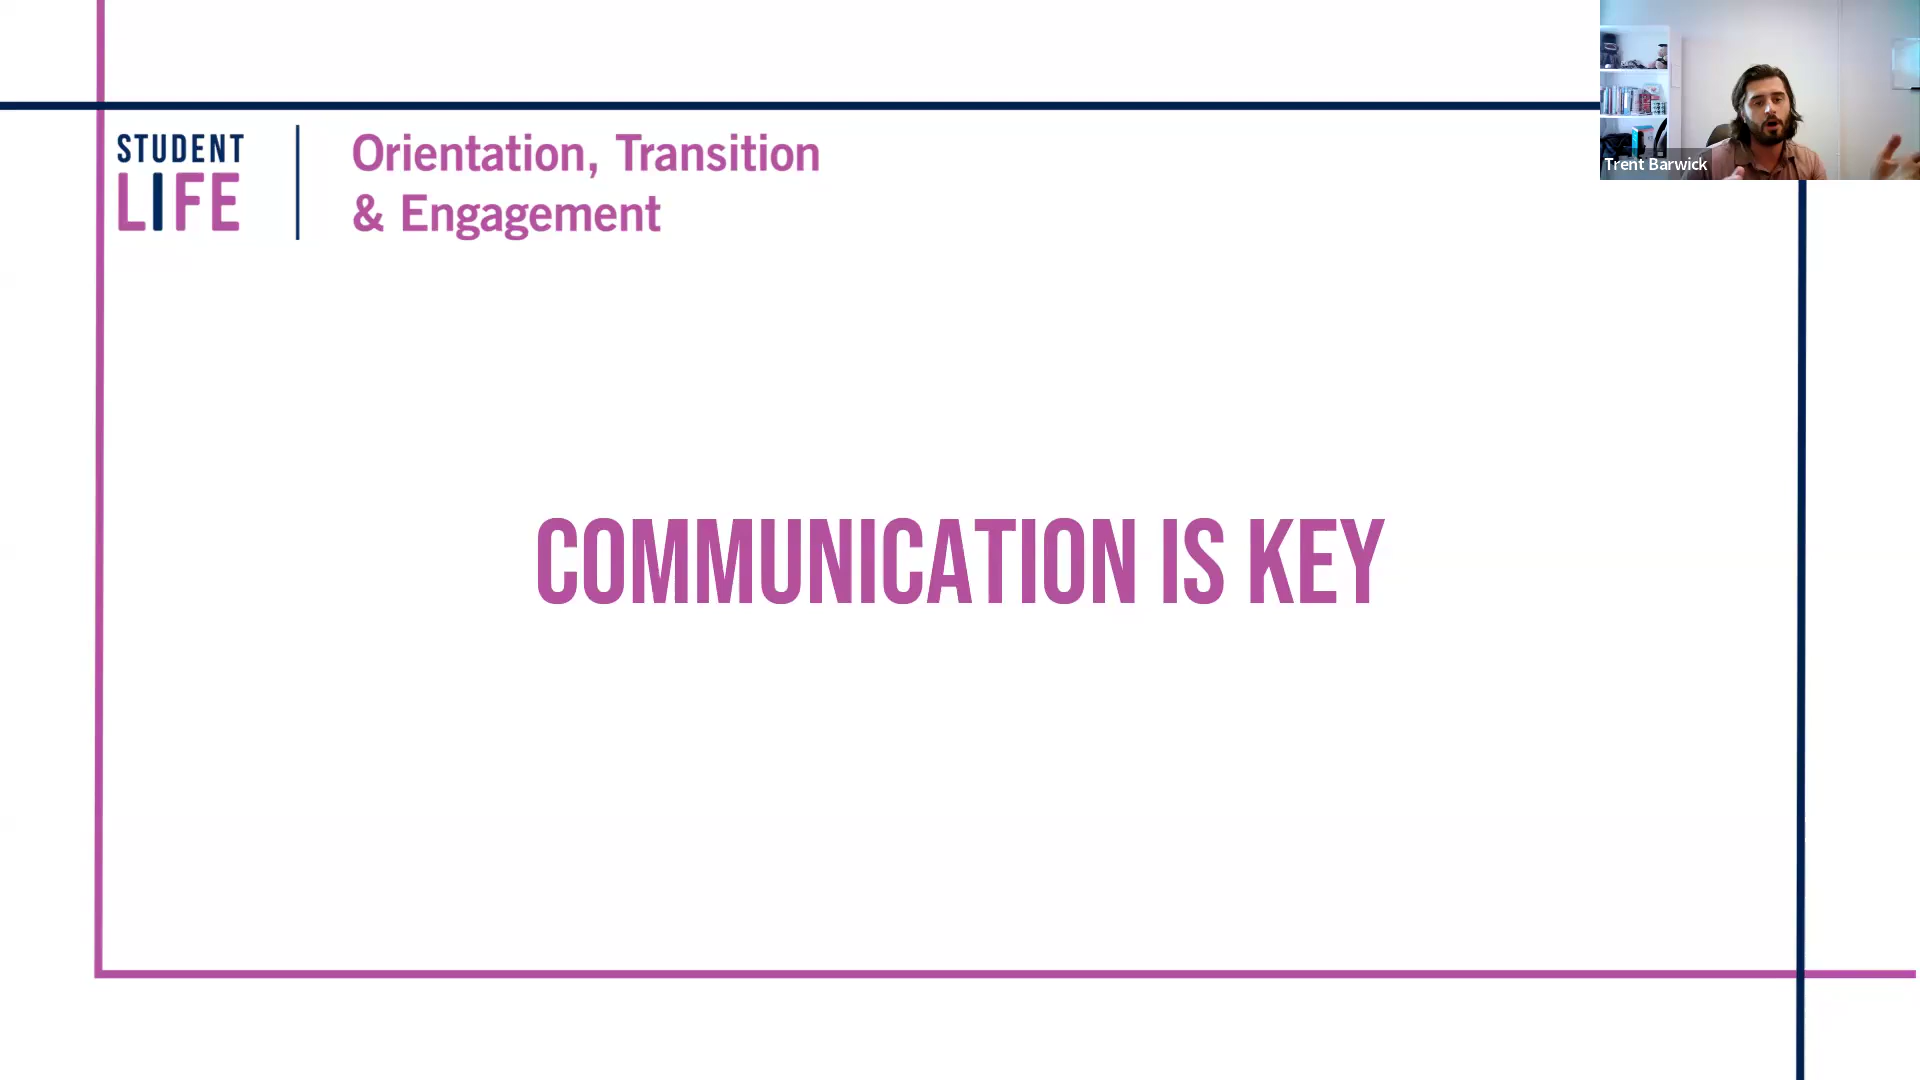 STUDENT
LIFE
Orientation, Transition
& Engagement
Trent Barwick
COMMUNICATION IS KEY